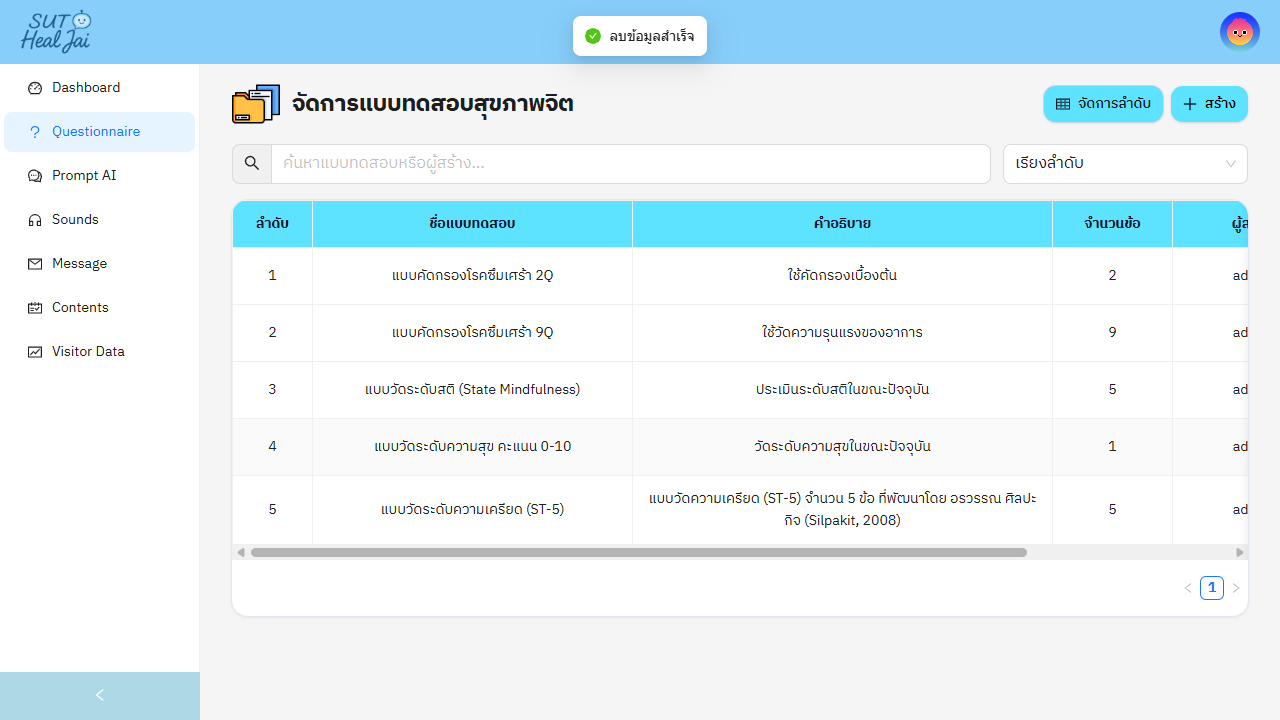 SUT
Heal Jai
ลบข้อมูลสำเร็จ
Dashboard
Questionnaire
Prompt AI
Sounds
Message
Contents
Visitor Data
จัดการแบบทดสอบสุขภาพจิต
จัดการลำดับ
สร้าง
ค้นหาแบบทดสอบหรือผู้สร้าง...
เรียงลำดับ
ลำดับ ชื่อแบบทดสอบ คำอธิบาย จำนวนข้อ
1 แบบคัดกรองโรคซึมเศร้า 2Q ใช้คัดกรองเบื้องต้น 2 ad
2 แบบคัดกรองโรคซึมเศร้า 9Q ใช้วัดความรุนแรงของอาการ 9 ad
3 แบบวัดระดับสติ (State Mindfulness) ประเมินระดับสติในขณะปัจจุบัน 5 ad
4 แบบวัดระดับความสุข คะแนน 0-10 วัดระดับความสุขในขณะปัจจุบัน 1 ad
5 แบบวัดระดับความเครียด (ST-5) แบบวัดความเครียด (ST-5) จำนวน 5 ข้อ ที่พัฒนาโดย อรวรรณ ศิลปะ
กิจ (Silpakit, 2008) 5 ad
1